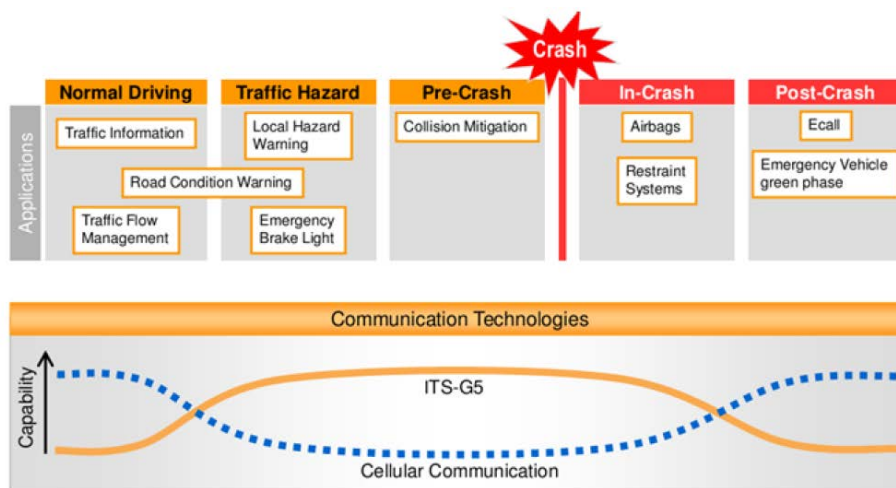 Crash
Normal Driving
Traffic Hazard
Pre-Crash
In-Crash
Post-Crash
Applications
Traffic Information
Local Hazard
Warning
Collision Mitigation
Airbags
Ecall
Road Condition Warning
Restraint
Systems
Emergency Vehicle
green phase
Traffic Flow
Management
Emergency
Brake Light
Communication Technologies
Capability
ITS-G5
Cellular Communication